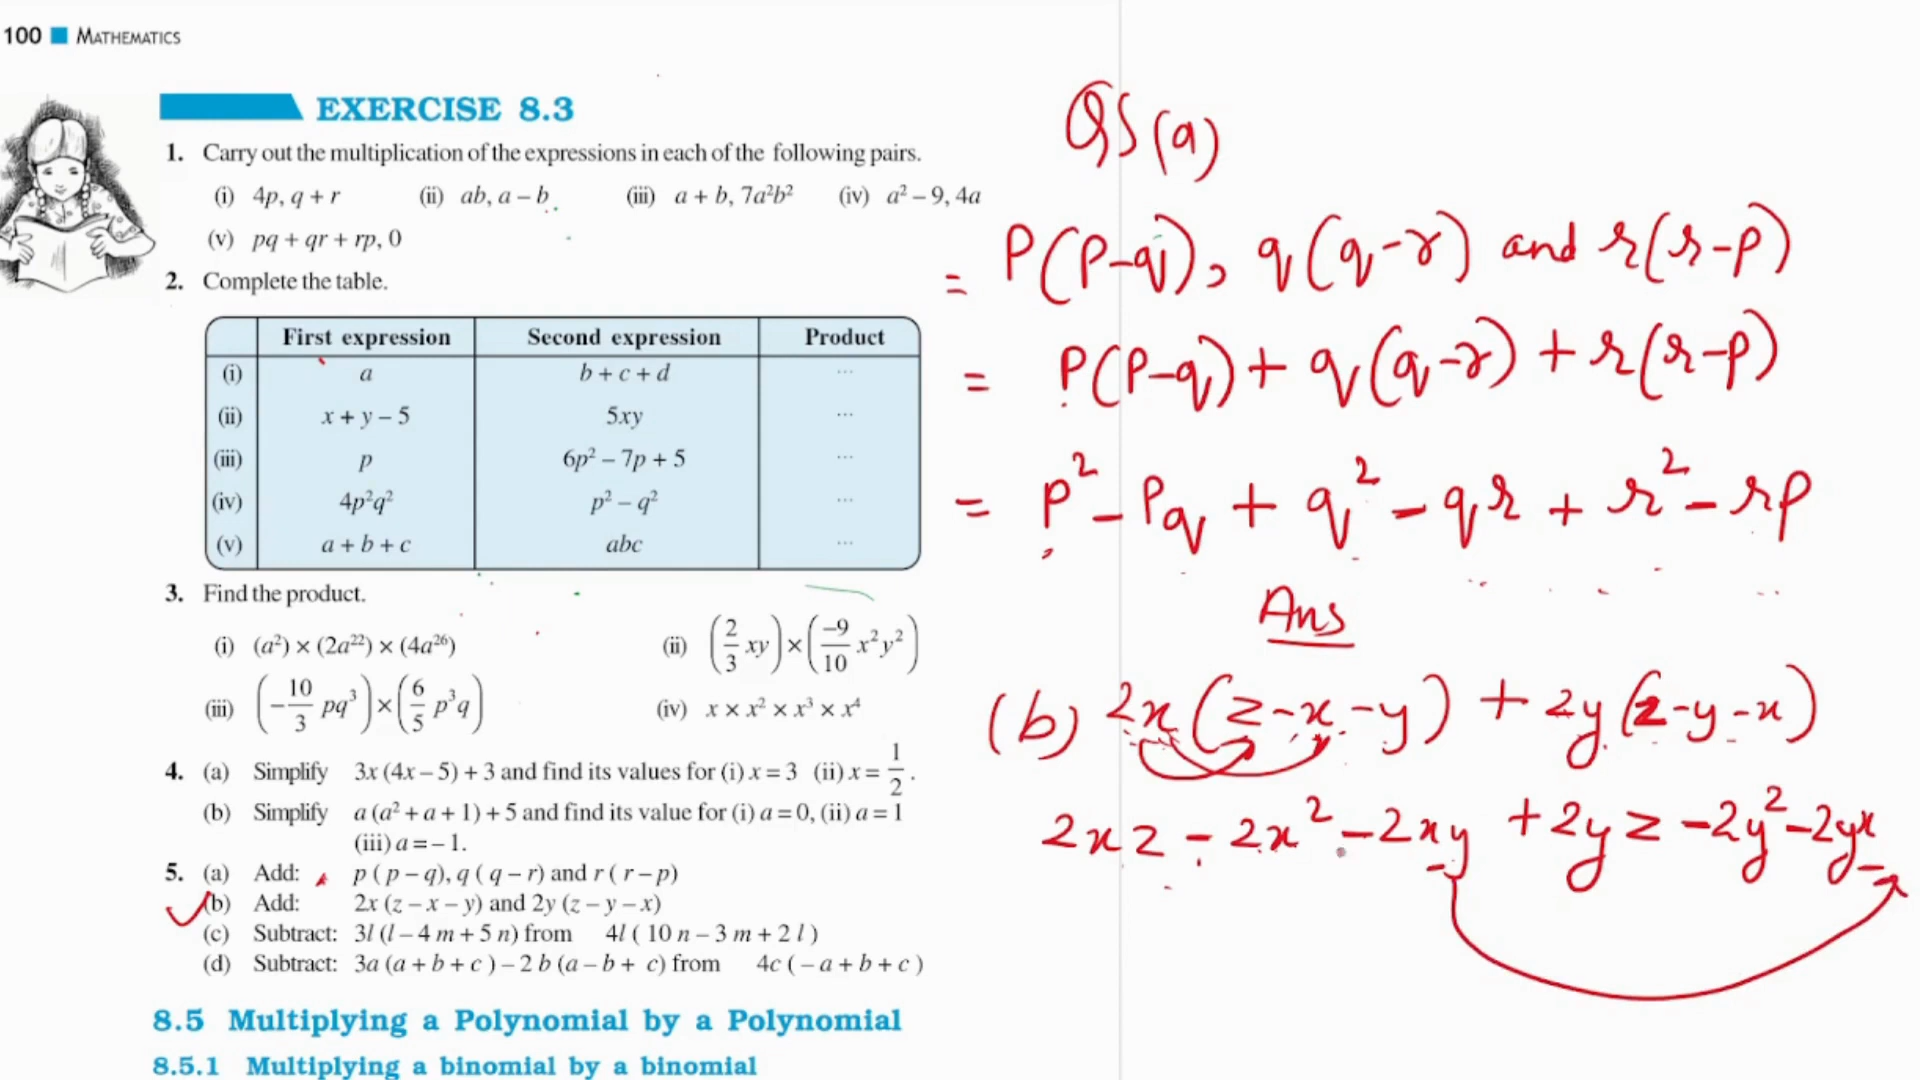 100 MATHEMATICS
EXERCISE 8.3
1. Carry out the multiplication of the expressions in each of the following pairs.
(i) 4p, q + r (ii) ab, a – b (iii) a + b, 7a²b² (iv) a² – 9, 4a
(v) pq + qr + rp, 0
2. Complete the table.
First expression Second expression Product
(i) a b + c + d ...
(ii) x + y – 5 5xy ...
(iii) p 6p² – 7p + 5 ...
(iv) 4p²q² p² – q² ...
(v) a + b + c abc ...
3. Find the product.
(i) (a²) × (2a²²) × (4a²⁶) (ii) (2/3 xy) × (–9/10 x²y²)
(iii) (–10/3 pq³) × (6/5 p³q) (iv) x × x² × x³ × x⁴
4. (a) Simplify 3x (4x – 5) + 3 and find its values for (i) x = 3 (ii) x = 1/2.
(b) Simplify a (a² + a + 1) + 5 and find its value for (i) a = 0, (ii) a = 1
(iii) a = – 1.
5. (a) Add: p ( p – q), q ( q – r) and r ( r – p)
(b) Add: 2x (z – x – y) and 2y (z – y – x)
(c) Subtract: 3l (l – 4 m + 5 n) from 4l ( 10 n – 3 m + 2 l )
(d) Subtract: 3a (a + b + c ) – 2 b (a – b + c) from 4c ( – a + b + c )
8.5 Multiplying a Polynomial by a Polynomial
8.5.1 Multiplying a binomial by a binomial
Q5 (a)
= P(P-q), q(q-r) and r(r-p)
= P(P-q) + q(q-r) + r(r-p)
= p² - Pq + q² - qr + r² - rp
Ans
(b) 2x(z-x-y) + 2y(z-y-x)
2xz - 2x² - 2xy + 2yz - 2y² - 2yx